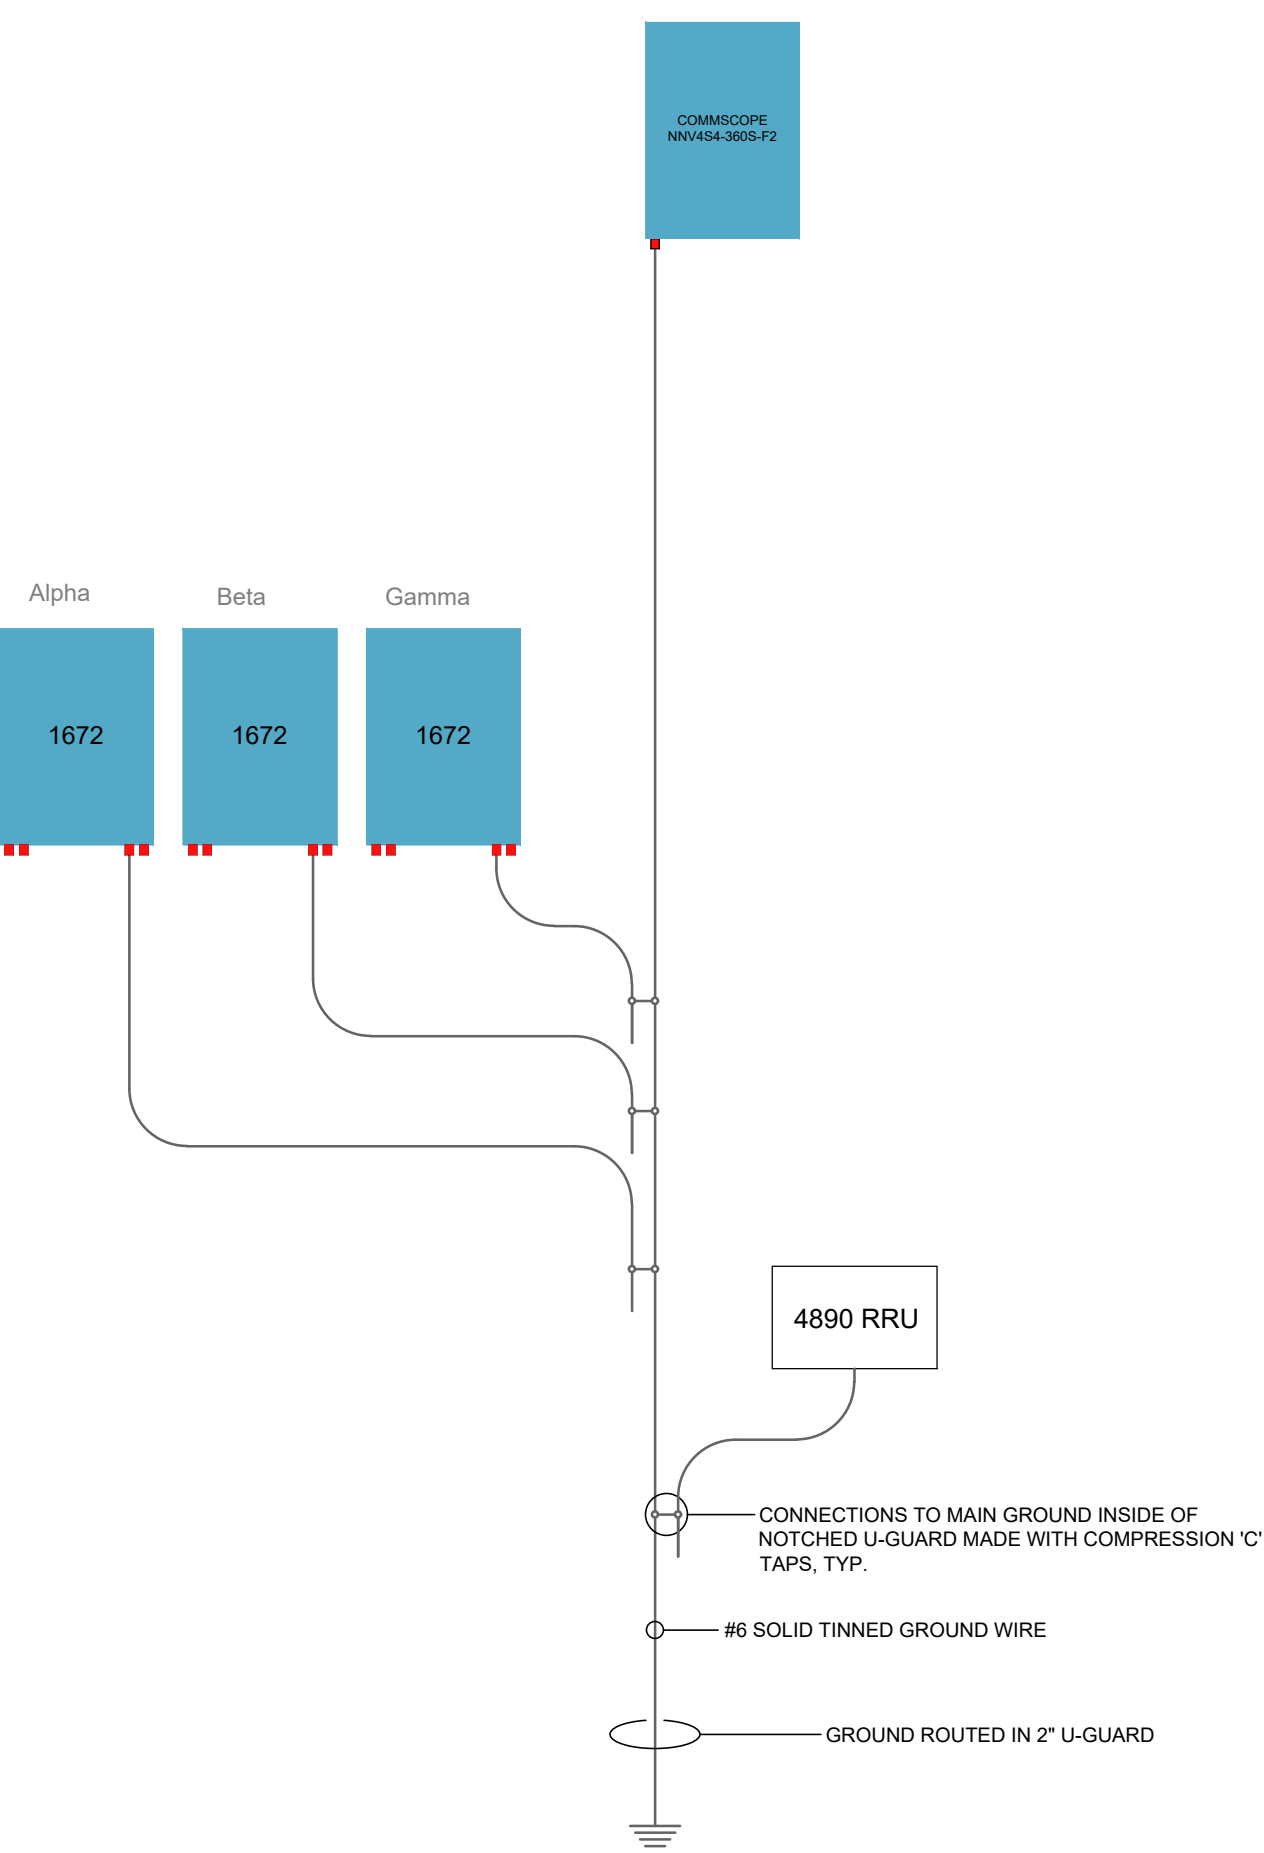 COMMSCOPE
NNV4S4-360S-F2
Alpha
Beta
Gamma
1672
1672
1672
4890 RRU
CONNECTIONS TO MAIN GROUND INSIDE OF
NOTCHED U-GUARD MADE WITH COMPRESSION 'C'
TAPS, TYP.
#6 SOLID TINNED GROUND WIRE
GROUND ROUTED IN 2" U-GUARD